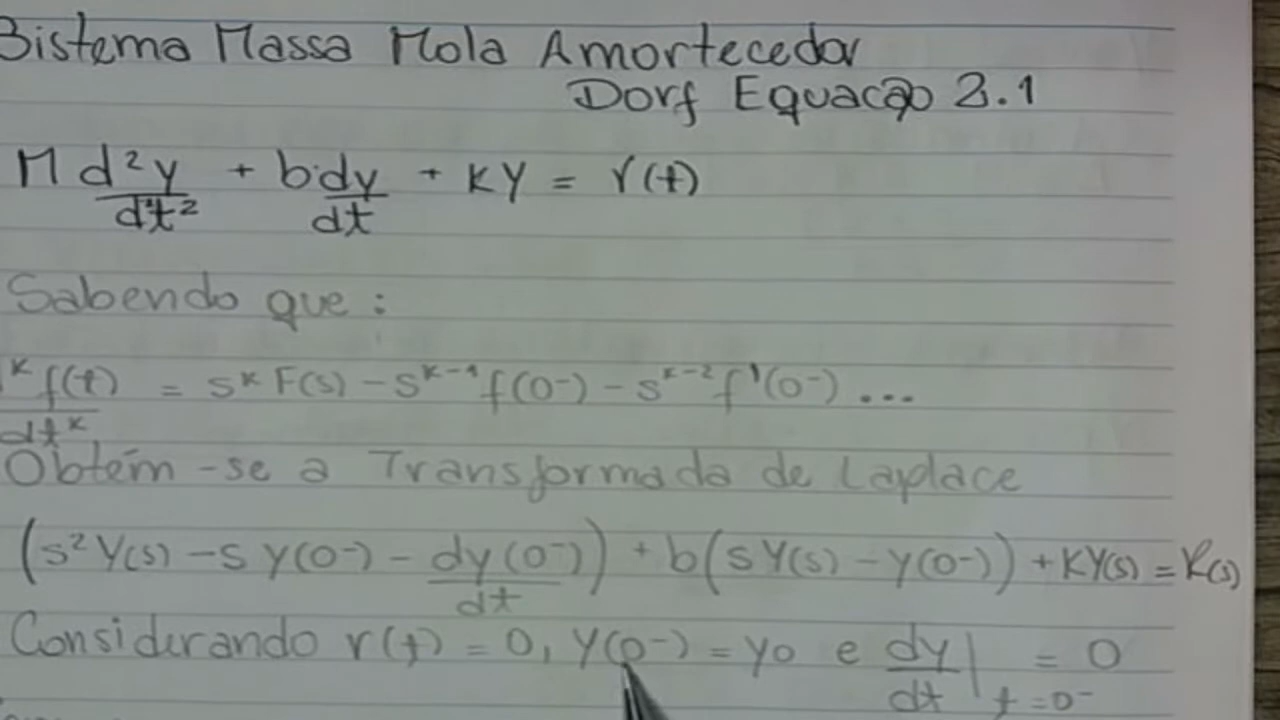 Sistema Massa Mola Amortecedor
Dorf Equação 2.1
M d²y/dt² + b dy/dt + ky = r(t)
Sabendo que:
ᵏf(t)/dtᵏ = sᵏF(s) - sᵏ⁻¹f(0⁻) - sᵏ⁻²f'(0⁻) ...
Obtém-se a Transformada de Laplace
(s²Y(s) - sy(0⁻) - dy(0⁻)/dt) + b(sY(s) - y(0⁻)) + KY(s) = R(s)
Considerando r(t) = 0, y(0⁻) = yo e dy/dt|t=0⁻ = 0